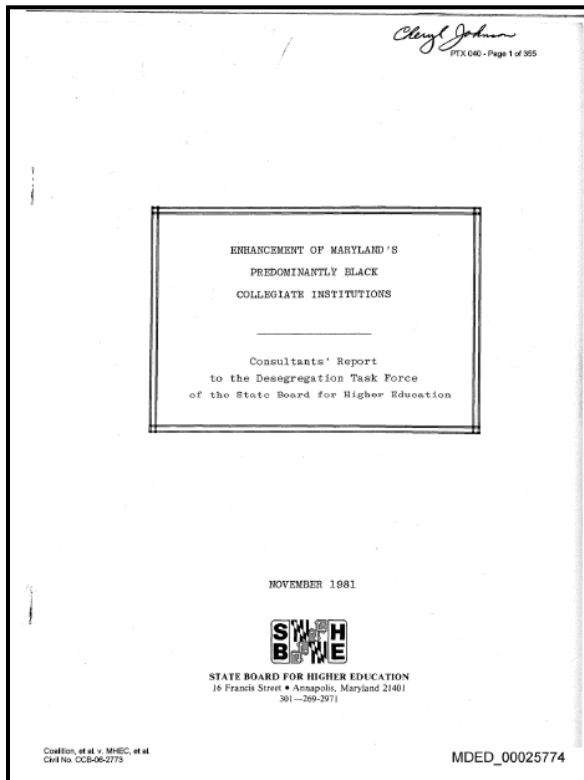 Cheryl Johnson
PTX 040 - Page 1 of 355
ENHANCEMENT OF MARYLAND'S
PREDOMINANTLY BLACK
COLLEGIATE INSTITUTIONS
Consultants' Report
to the Desegregation Task Force
of the State Board for Higher Education
NOVEMBER 1981
S H
B E
STATE BOARD FOR HIGHER EDUCATION
16 Francis Street • Annapolis, Maryland 21401
301—269-2971
Coalition, et al. v. MHEC, et al.
Civil No. CCB-06-2773
MDED_00025774